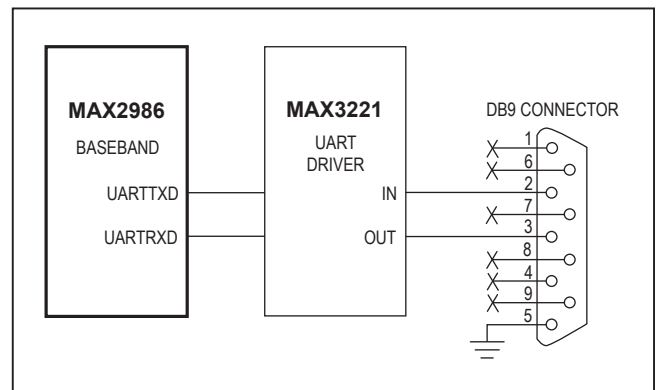 MAX2986
BASEBAND
UARTTXD
UARTRXD
MAX3221
UART
DRIVER
IN
OUT
DB9 CONNECTOR
1
6
2
7
3
8
4
9
5